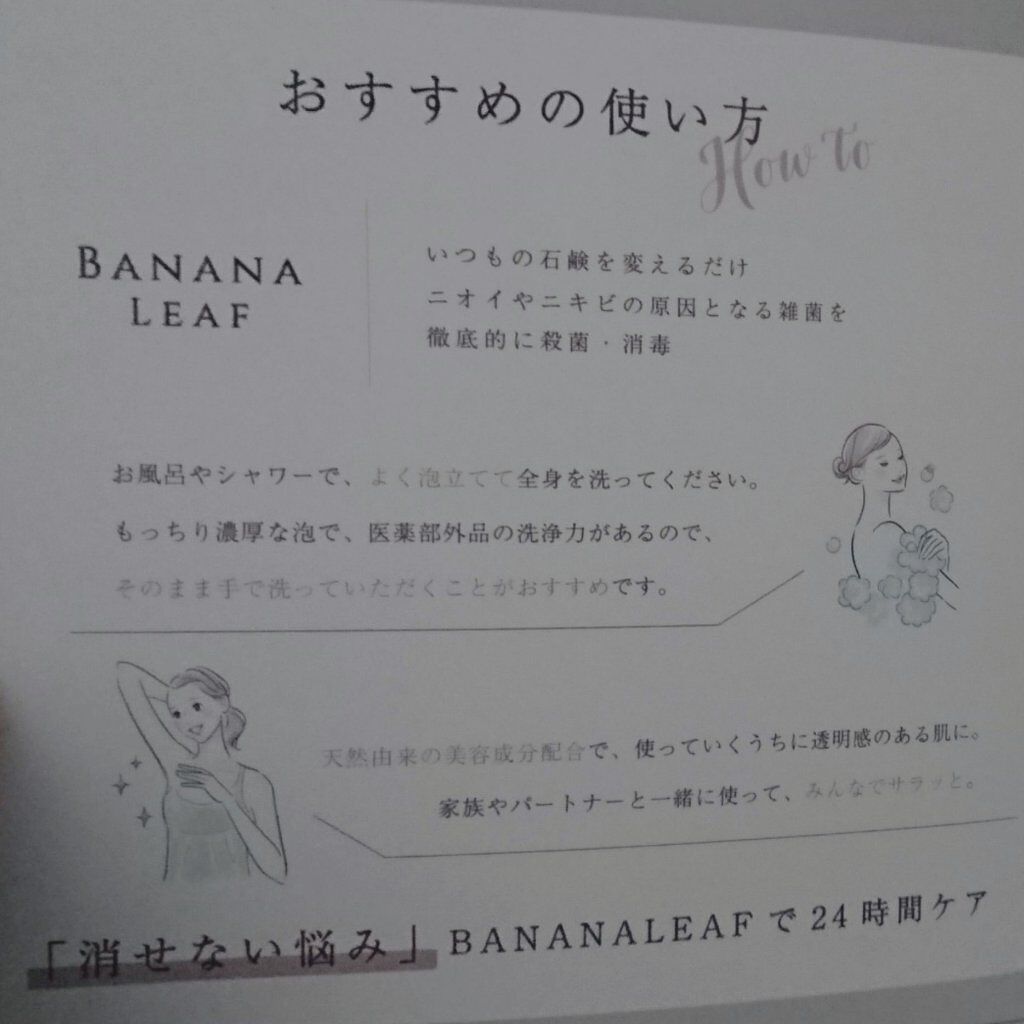 おすすめの使い方
How to
BANANA
LEAF
いつもの石鹸を変えるだけ
ニオイやニキビの原因となる雑菌を
徹底的に殺菌・消毒
お風呂やシャワーで、よく泡立てて全身を洗ってください。
もっちり濃厚な泡で、医薬部外品の洗浄力があるので、
そのまま手で洗っていただくことがおすすめです。
天然由来の美容成分配合で、使っていくうちに透明感のある肌に。
家族やパートナーと一緒に使って、みんなでサラッと。
「消せない悩み」BANANALEAFで24時間ケア